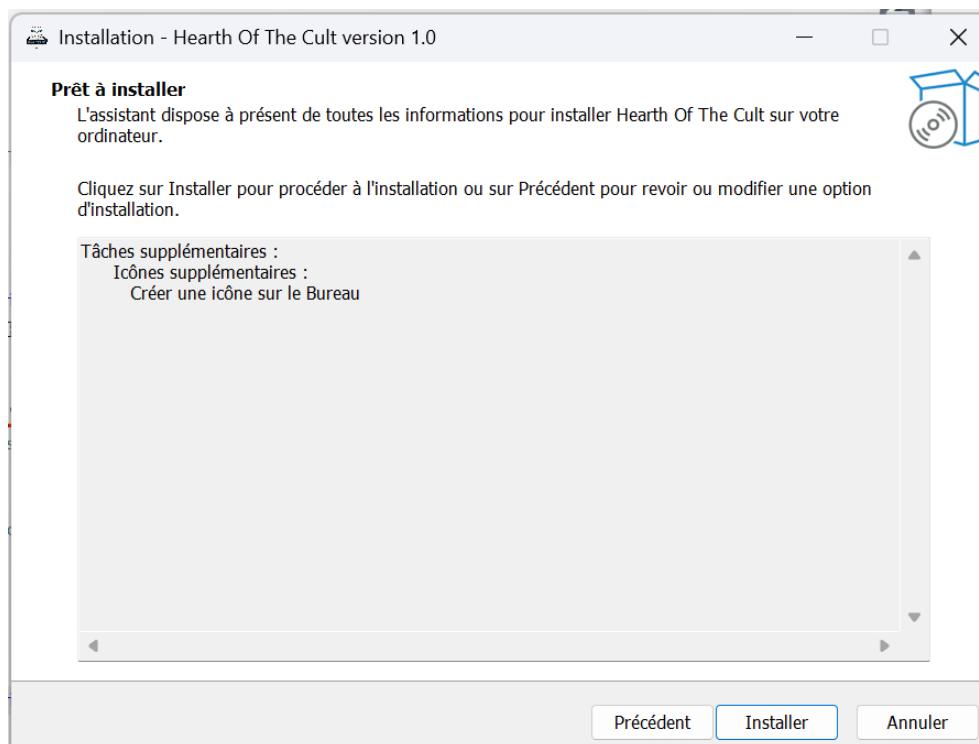 Installation - Hearth Of The Cult version 1.0
Prêt à installer
L'assistant dispose à présent de toutes les informations pour installer Hearth Of The Cult sur votre
ordinateur.
Cliquez sur Installer pour procéder à l'installation ou sur Précédent pour revoir ou modifier une option
d'installation.
Tâches supplémentaires :
Icônes supplémentaires :
Créer une icône sur le Bureau
Précédent
Installer
Annuler